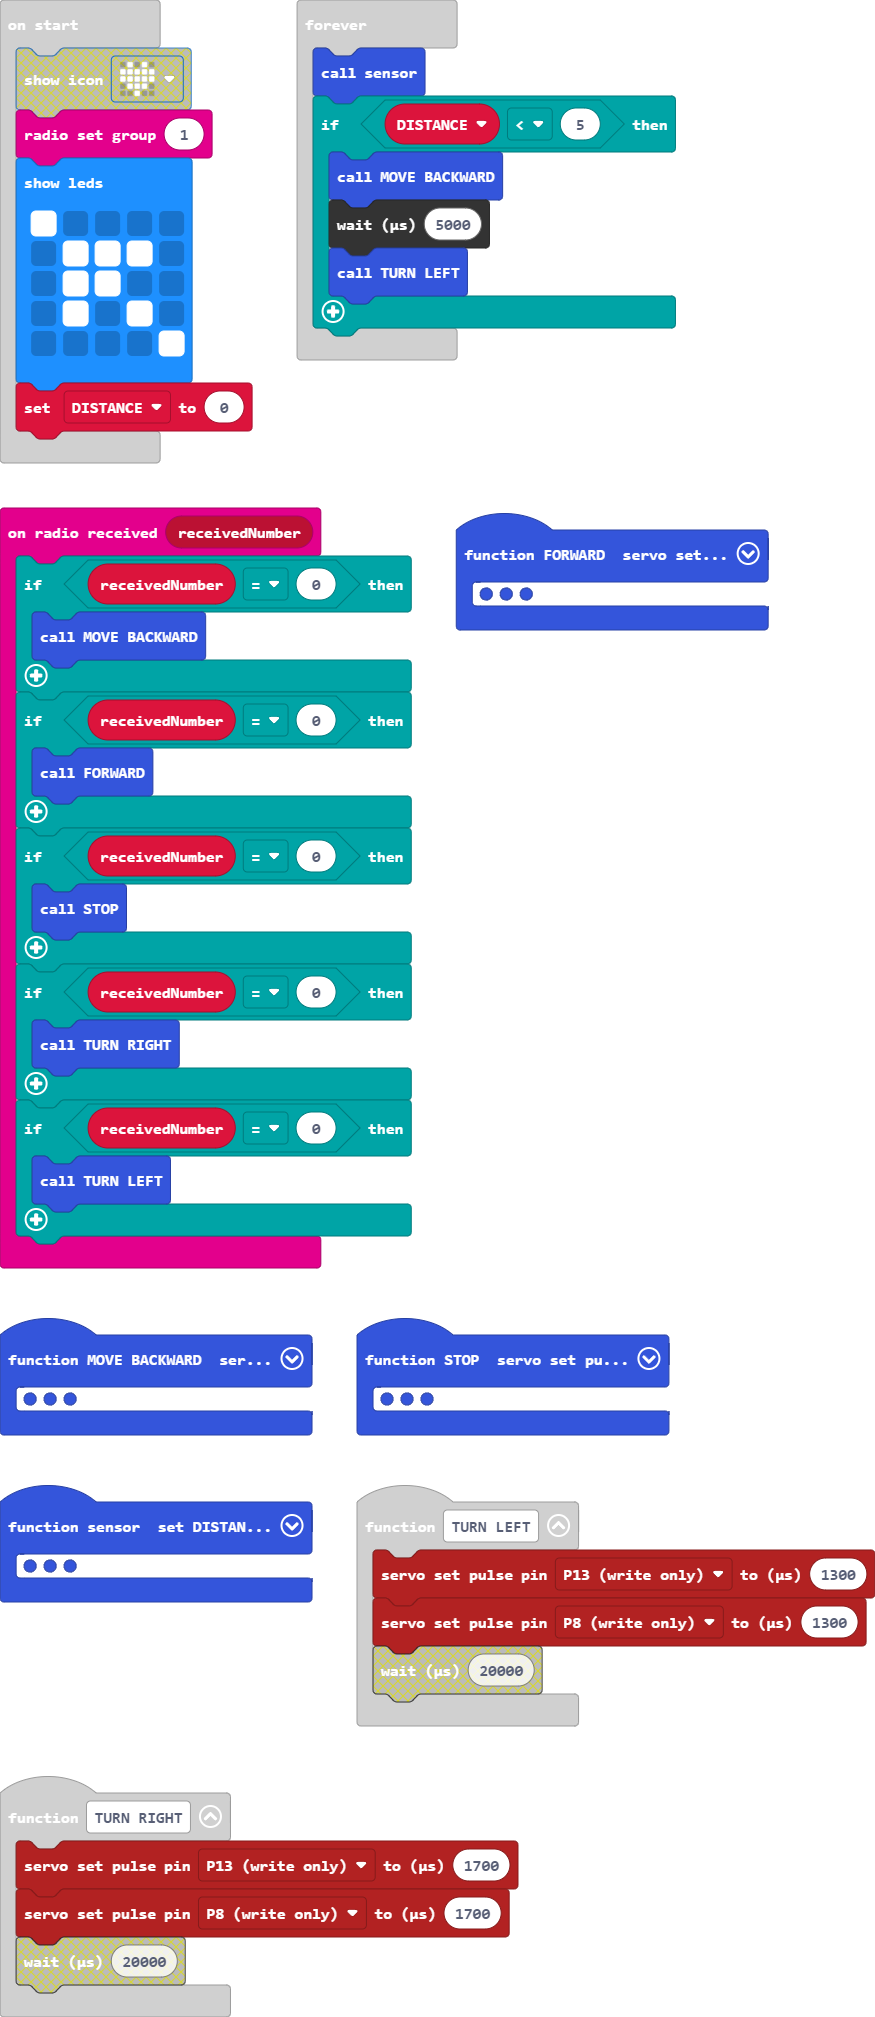 on start
show icon
radio set group 1
show leds
set DISTANCE to 0
forever
call sensor
if DISTANCE < 5 then
call MOVE BACKWARD
wait (µs) 5000
call TURN LEFT
on radio received receivedNumber
if receivedNumber = 0 then
call MOVE BACKWARD
if receivedNumber = 0 then
call FORWARD
if receivedNumber = 0 then
call STOP
if receivedNumber = 0 then
call TURN RIGHT
if receivedNumber = 0 then
call TURN LEFT
function FORWARD servo set...
function MOVE BACKWARD ser...
function STOP servo set pu...
function sensor set DISTAN...
function TURN LEFT
servo set pulse pin P13 (write only) to (µs) 1300
servo set pulse pin P8 (write only) to (µs) 1300
wait (µs) 20000
function TURN RIGHT
servo set pulse pin P13 (write only) to (µs) 1700
servo set pulse pin P8 (write only) to (µs) 1700
wait (µs) 20000